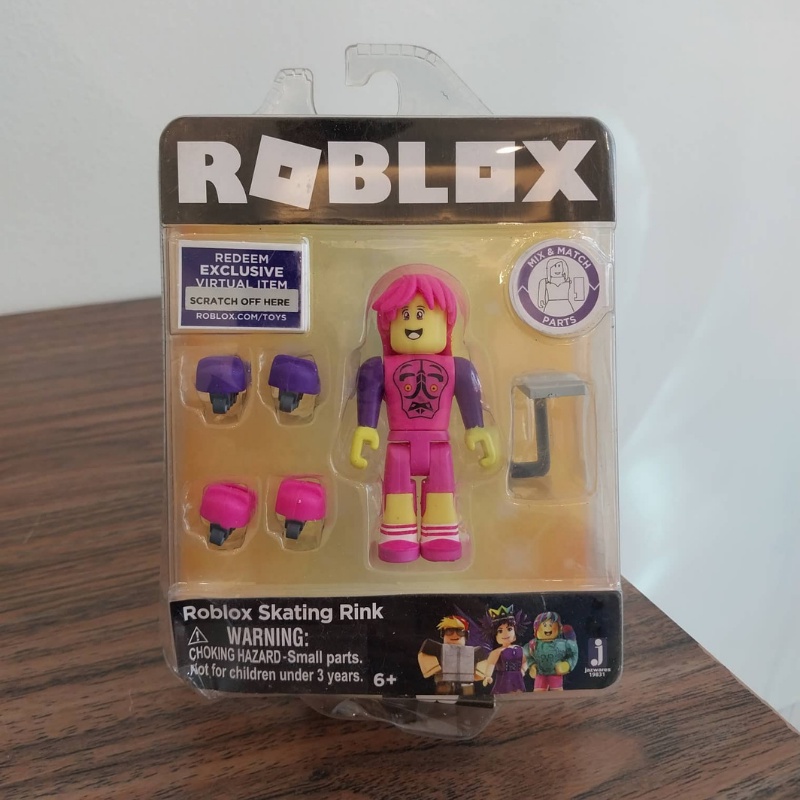 ROBLOX
REDEEM
EXCLUSIVE
VIRTUAL ITEM
SCRATCH OFF HERE
ROBLOX.COM/TOYS
MIX & MATCH
PARTS
Roblox Skating Rink
WARNING:
CHOKING HAZARD-Small parts.
Not for children under 3 years. 6+
j
jazwares
19831